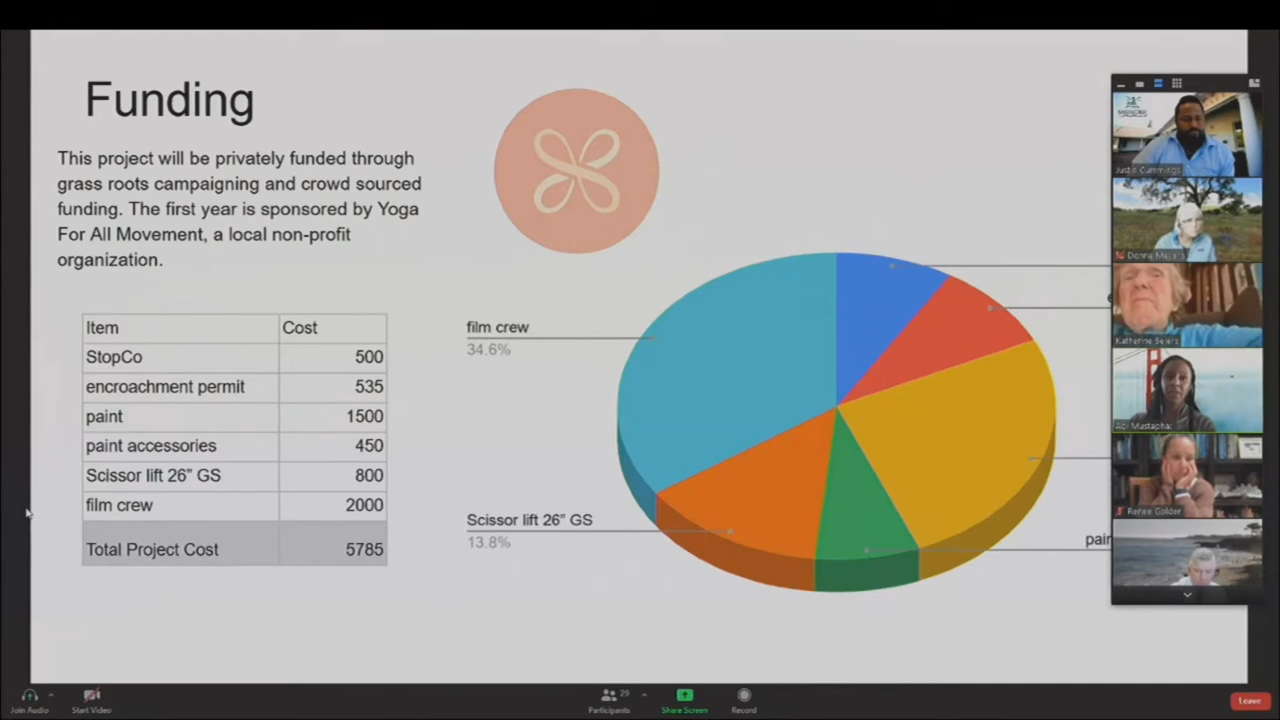 Funding
This project will be privately funded through
grass roots campaigning and crowd sourced
funding. The first year is sponsored by Yoga
For All Movement, a local non-profit
organization.
Item Cost
StopCo 500
encroachment permit 535
paint 1500
paint accessories 450
Scissor lift 26” GS 800
film crew 2000
Total Project Cost 5785
film crew
34.6%
Scissor lift 26” GS
13.8%
e
pain
Justin Cummings
Donna Meyers
Katherine Beiers
Renee Golder
Join Audio
Start Video
29
Participants
Share Screen
Record
Leave